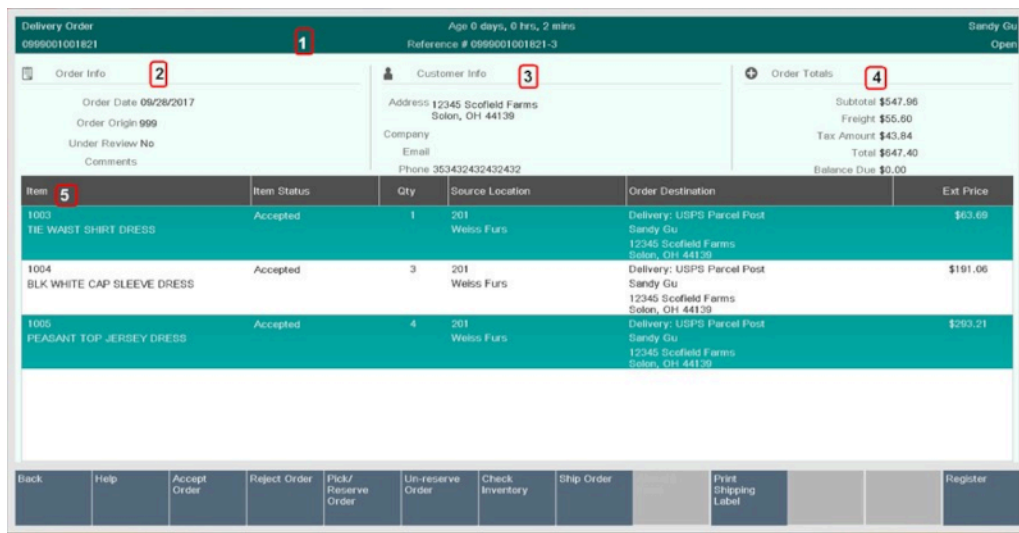 Delivery Order
Age 0 days, 0 hrs, 2 mins
Sandy Gu
0999001001821
1
Reference # 0999001001821-3
Open
Order Info
2
Order Date 09/28/2017
Order Origin 999
Under Review No
Comments
Customer Info
3
Address 12345 Scofield Farms
Solon, OH 44139
Company
Email
Phone 353432432432432
Order Totals
4
Subtotal $547.96
Freight $55.60
Tax Amount $43.84
Total $647.40
Balance Due $0.00
Item 5 Item Status Qty Source Location Order Destination Ext Price
1003 Accepted 1 201 Delivery: USPS Parcel Post $63.69
TIE WAIST SHIRT DRESS Weiss Furs Sandy Gu
12345 Scofield Farms
Solon, OH 44139
1004 Accepted 3 201 Delivery: USPS Parcel Post $191.06
BLK WHITE CAP SLEEVE DRESS Weiss Furs Sandy Gu
12345 Scofield Farms
Solon, OH 44139
1005 Accepted 4 201 Delivery: USPS Parcel Post $293.21
PEASANT TOP JERSEY DRESS Weiss Furs Sandy Gu
12345 Scofield Farms
Solon, OH 44139
Back
Help
Accept
Order
Reject Order
Pick/
Reserve
Order
Un-reserve
Order
Check
Inventory
Ship Order
Print
Shipping
Label
Register